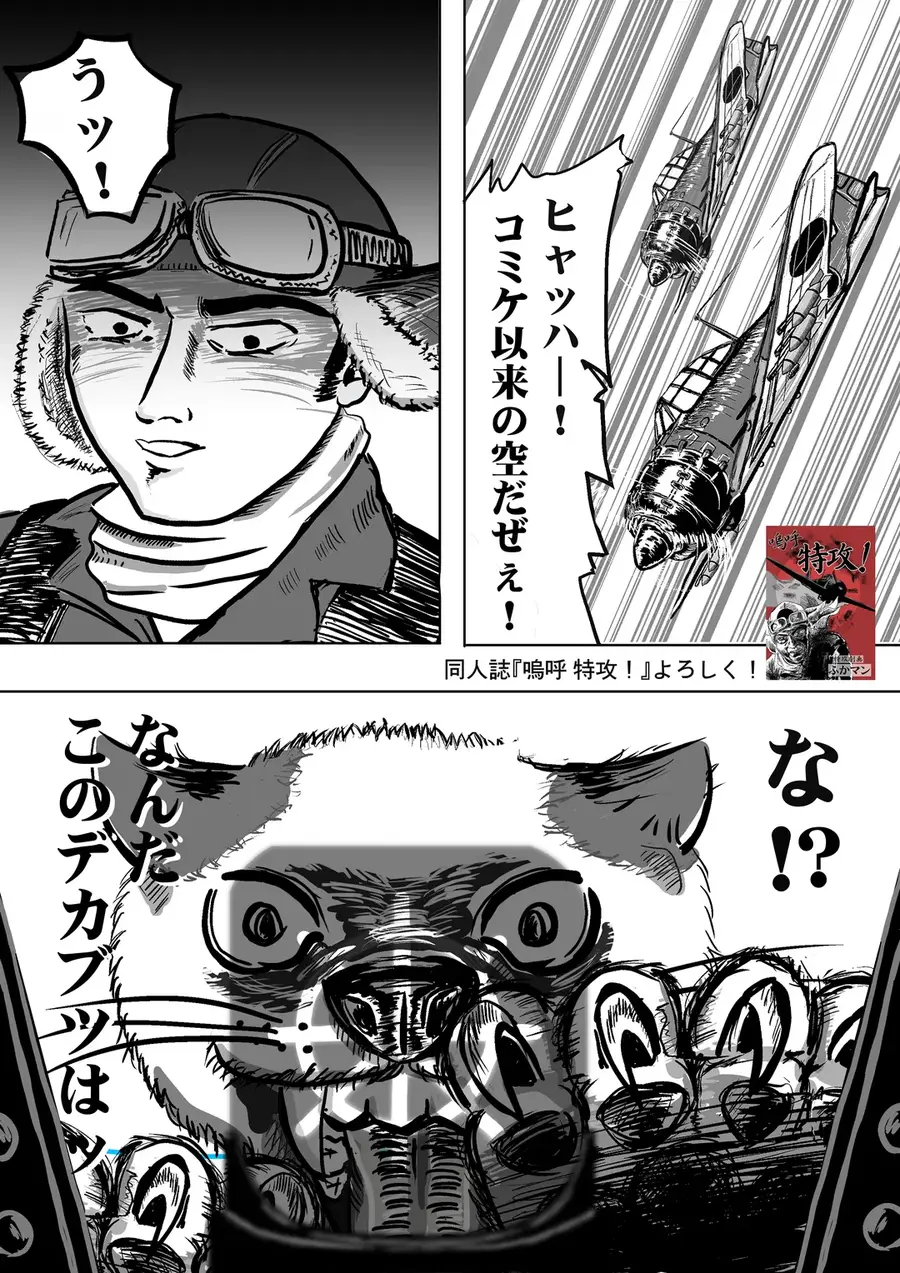 ヒャッハー！
コミケ以来の空だぜぇ！
うッ！
嗚呼
特攻！
ふかマン
同人誌『嗚呼 特攻！』よろしく！
な!?
なんだ
このデカブツはッ